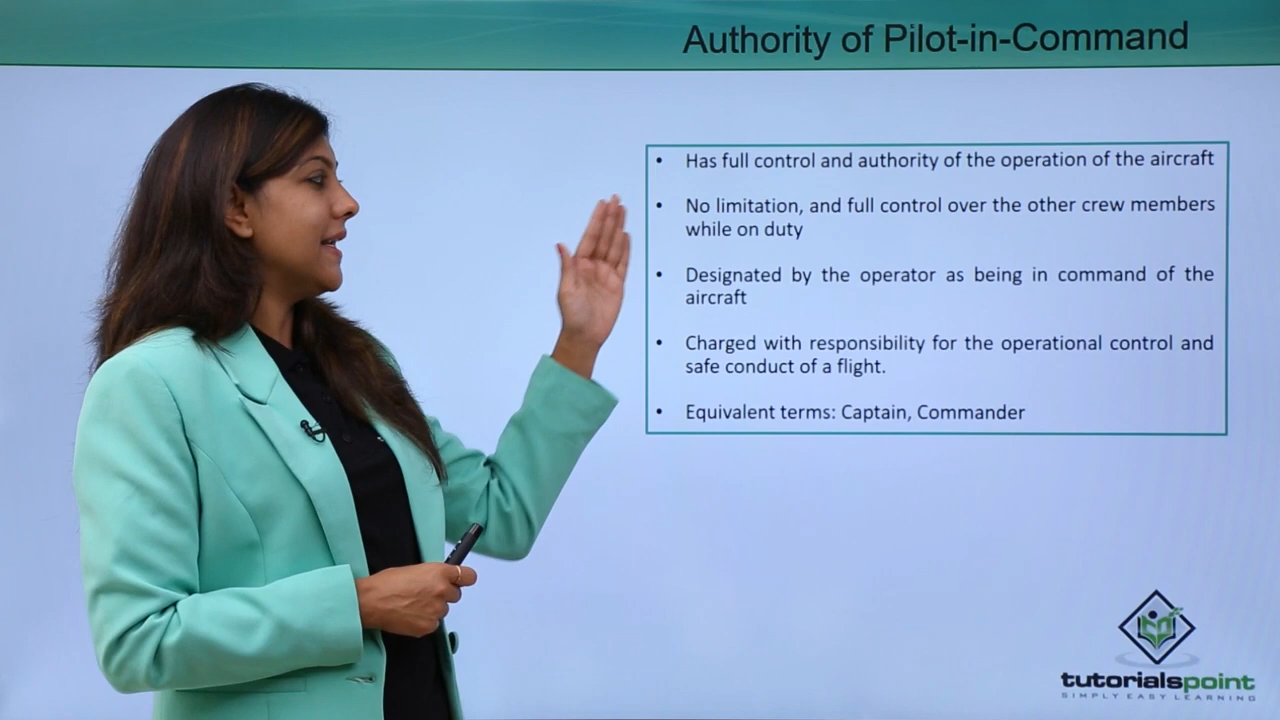 Authority of Pilot-in-Command
• Has full control and authority of the operation of the aircraft
• No limitation, and full control over the other crew members
while on duty
• Designated by the operator as being in command of the
aircraft
• Charged with responsibility for the operational control and
safe conduct of a flight.
• Equivalent terms: Captain, Commander
tutorialspoint
SIMPLY EASY LEARNING